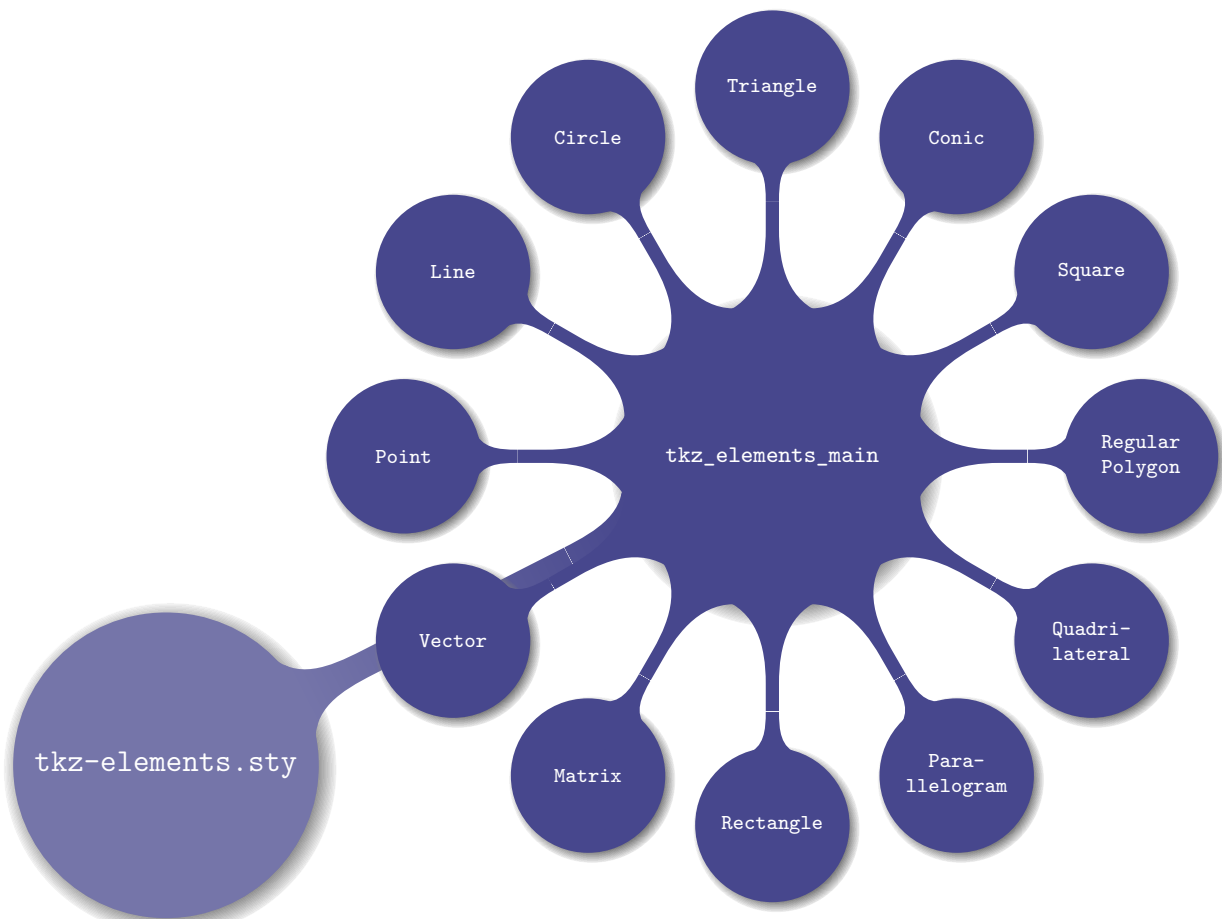 Triangle
Circle
Conic
Line
Square
Point
tkz_elements_main
Regular
Polygon
Vector
Quadri-
lateral
tkz-elements.sty
Matrix
Para-
llelogram
Rectangle